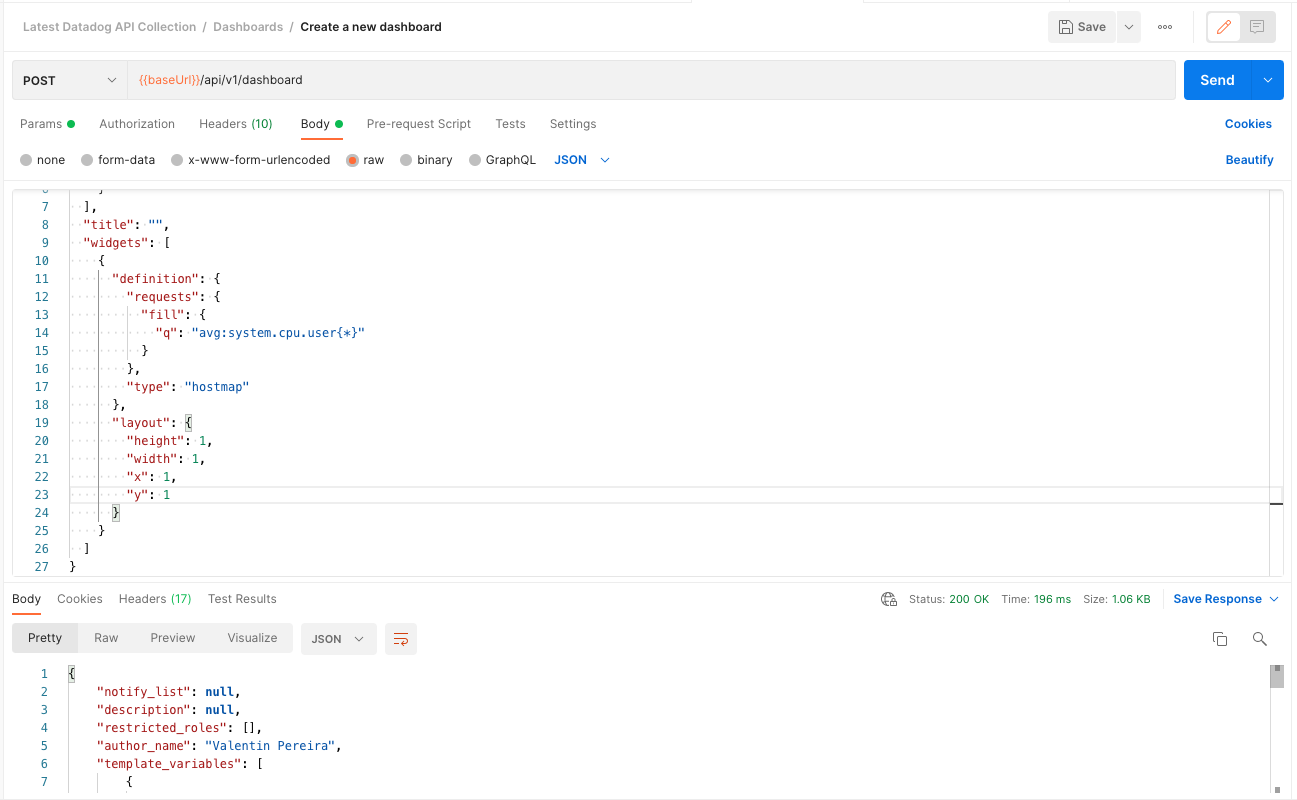 Latest Datadog API Collection / Dashboards / Create a new dashboard Save
POST {{baseUrl}}/api/v1/dashboard Send
Params Authorization Headers (10) Body Pre-request Script Tests Settings Cookies
none form-data x-www-form-urlencoded raw binary GraphQL JSON Beautify
7 ],
8 "title": "",
9 "widgets": [
10 {
11 "definition": {
12 "requests": {
13 "fill": {
14 "q": "avg:system.cpu.user{*}"
15 }
16 },
17 "type": "hostmap"
18 },
19 "layout": {
20 "height": 1,
21 "width": 1,
22 "x": 1,
23 "y": 1
24 }
25 }
26 ]
27 }
Body Cookies Headers (17) Test Results Status: 200 OK Time: 196 ms Size: 1.06 KB Save Response
Pretty Raw Preview Visualize JSON
1 {
2 "notify_list": null,
3 "description": null,
4 "restricted_roles": [],
5 "author_name": "Valentin Pereira",
6 "template_variables": [
7 {